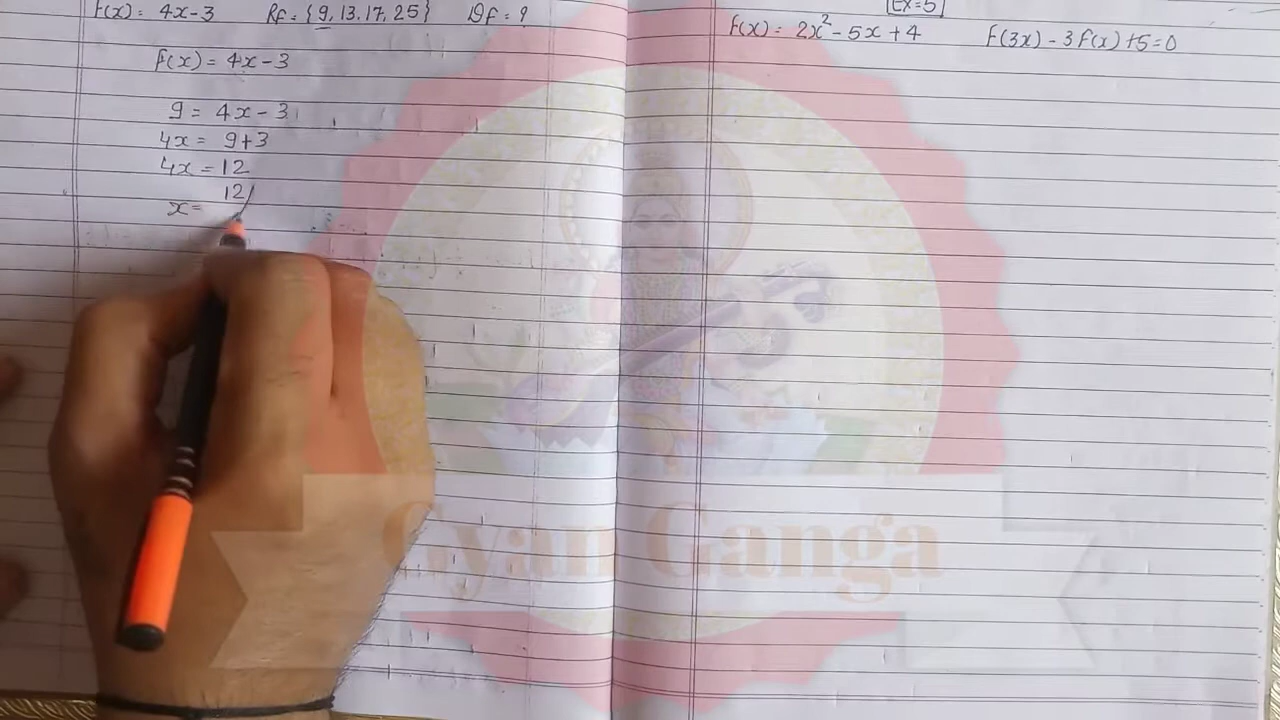 f(x) = 4x-3 Rf = {9, 13, 17, 25} Df = ?
f(x) = 4x-3
9 = 4x-3
4x = 9+3
4x = 12
x= 12/
Ex=5
f(x) = 2x²-5x+4 f(3x)-3f(x)+5=0
Gyan Ganga